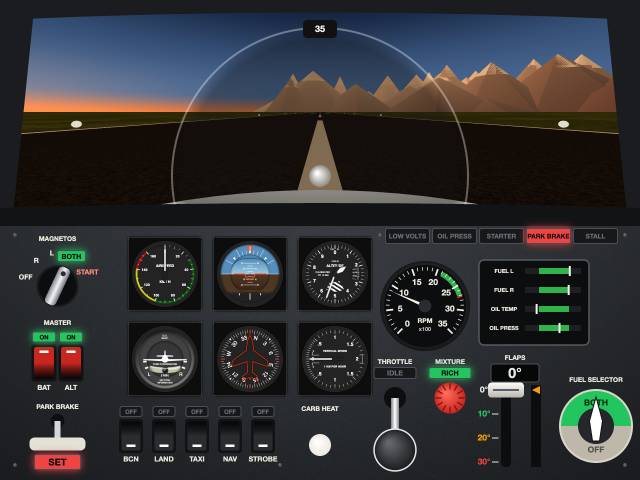 35
LOW VOLTS
OIL PRESS
STARTER
PARK BRAKE
STALL
MAGNETOS
OFF
R
L
BOTH
START
MASTER
ON
ON
BAT
ALT
PARK BRAKE
SET
0
5
10
15
20
25
30
35
RPM
x100
FUEL L
FUEL R
OIL TEMP
OIL PRESS
THROTTLE
IDLE
MIXTURE
RICH
FLAPS
0°
0°
10°
20°
30°
FUEL SELECTOR
BOTH
OFF
OFF
OFF
OFF
OFF
OFF
BCN
LAND
TAXI
NAV
STROBE
CARB HEAT